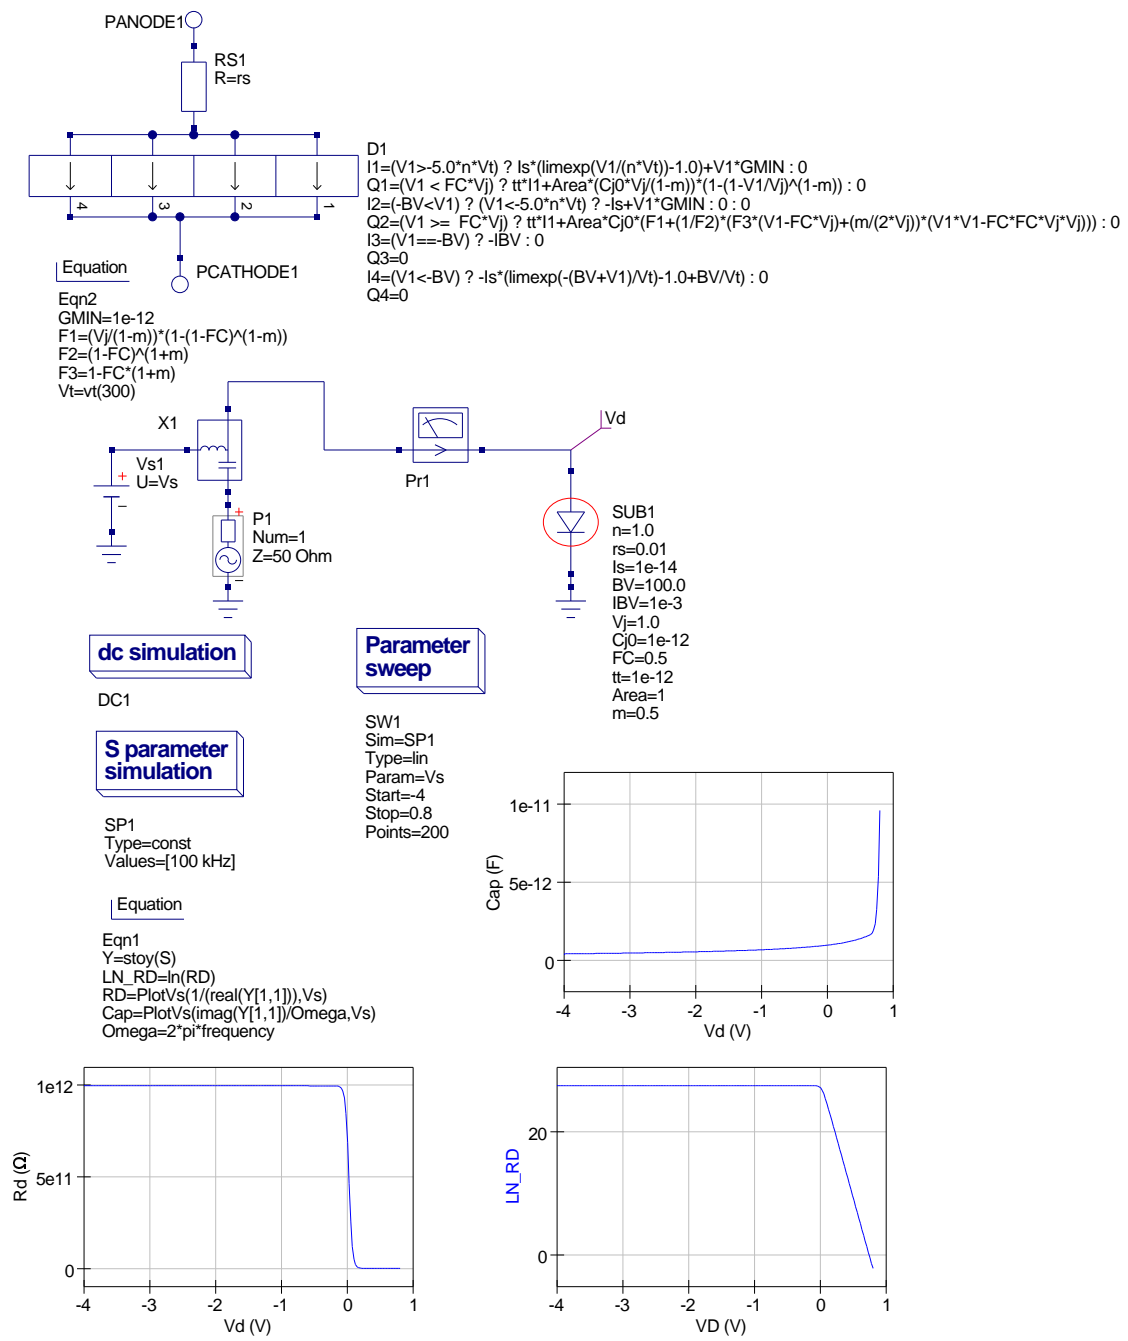 PANODE1
RS1
R=rs
D1
I1=(V1>-5.0*n*Vt) ? Is*(limexp(V1/(n*Vt))-1.0)+V1*GMIN : 0
Q1=(V1 < FC*Vj) ? tt*I1+Area*(Cj0*Vj/(1-m))*(1-(1-V1/Vj)^(1-m)) : 0
I2=(-BV<V1) ? (V1<-5.0*n*Vt) ? -Is+V1*GMIN : 0 : 0
Q2=(V1 >= FC*Vj) ? tt*I1+Area*Cj0*(F1+(1/F2)*(F3*(V1-FC*Vj)+(m/(2*Vj))*(V1*V1-FC*FC*Vj*Vj))) : 0
I3=(V1==-BV) ? -IBV : 0
Q3=0
I4=(V1<-BV) ? -Is*(limexp(-(BV+V1)/Vt)-1.0+BV/Vt) : 0
Q4=0
4
3
2
1
PCATHODE1
Equation
Eqn2
GMIN=1e-12
F1=(Vj/(1-m))*(1-(1-FC)^(1-m))
F2=(1-FC)^(1+m)
F3=1-FC*(1+m)
Vt=vt(300)
X1
Vs1
U=Vs
+
−
P1
Num=1
Z=50 Ohm
+
−
Pr1
Vd
SUB1
n=1.0
rs=0.01
Is=1e-14
BV=100.0
IBV=1e-3
Vj=1.0
Cj0=1e-12
FC=0.5
tt=1e-12
Area=1
m=0.5
dc simulation
DC1
Parameter
sweep
SW1
Sim=SP1
Type=lin
Param=Vs
Start=-4
Stop=0.8
Points=200
S parameter
simulation
SP1
Type=const
Values=[100 kHz]
Equation
Eqn1
Y=stoy(S)
LN_RD=ln(RD)
RD=PlotVs(1/(real(Y[1,1])),Vs)
Cap=PlotVs(imag(Y[1,1])/Omega,Vs)
Omega=2*pi*frequency
1e-11
5e-12
0
Cap (F)
-4 -3 -2 -1 0 1
Vd (V)
1e12
5e11
0
Rd (Ω)
-4 -3 -2 -1 0 1
Vd (V)
20
0
LN_RD
-4 -3 -2 -1 0 1
VD (V)